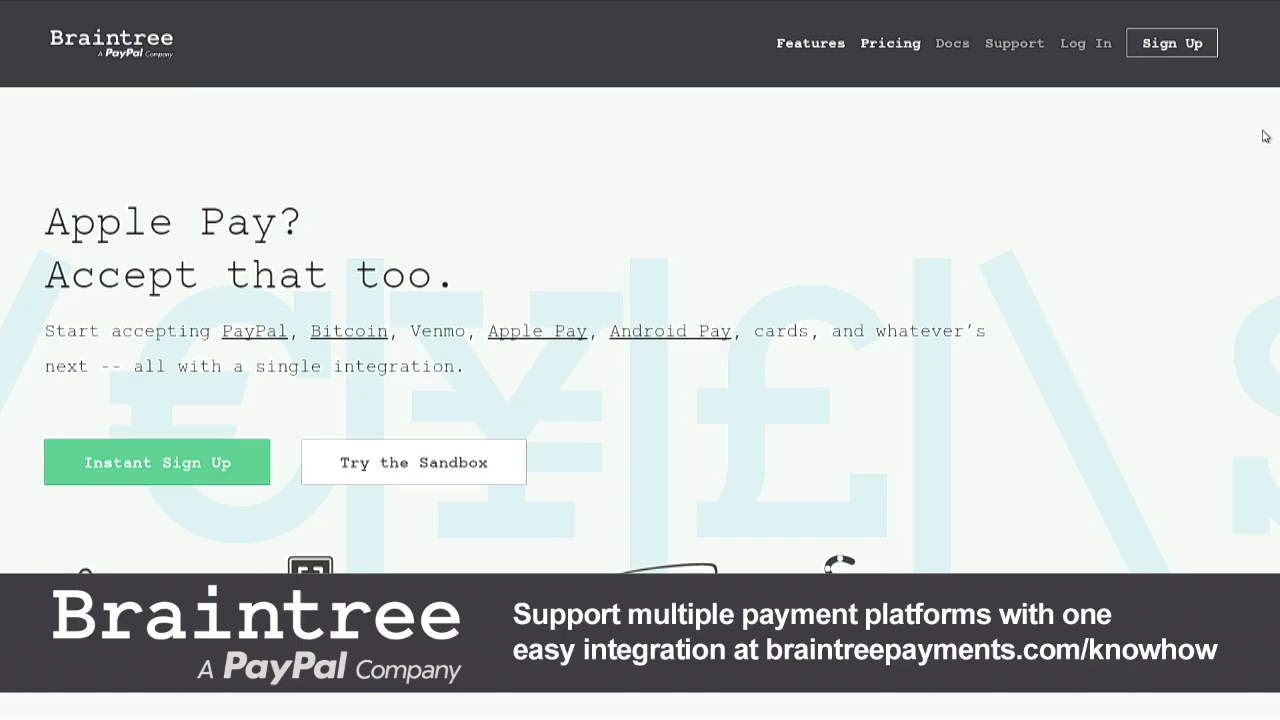 Braintree
A PayPal Company
Features Pricing Docs Support Log In Sign Up
Apple Pay?
Accept that too.
Start accepting PayPal, Bitcoin, Venmo, Apple Pay, Android Pay, cards, and whatever's
next -- all with a single integration.
Instant Sign Up Try the Sandbox
Braintree
A PayPal Company
Support multiple payment platforms with one
easy integration at braintreepayments.com/knowhow